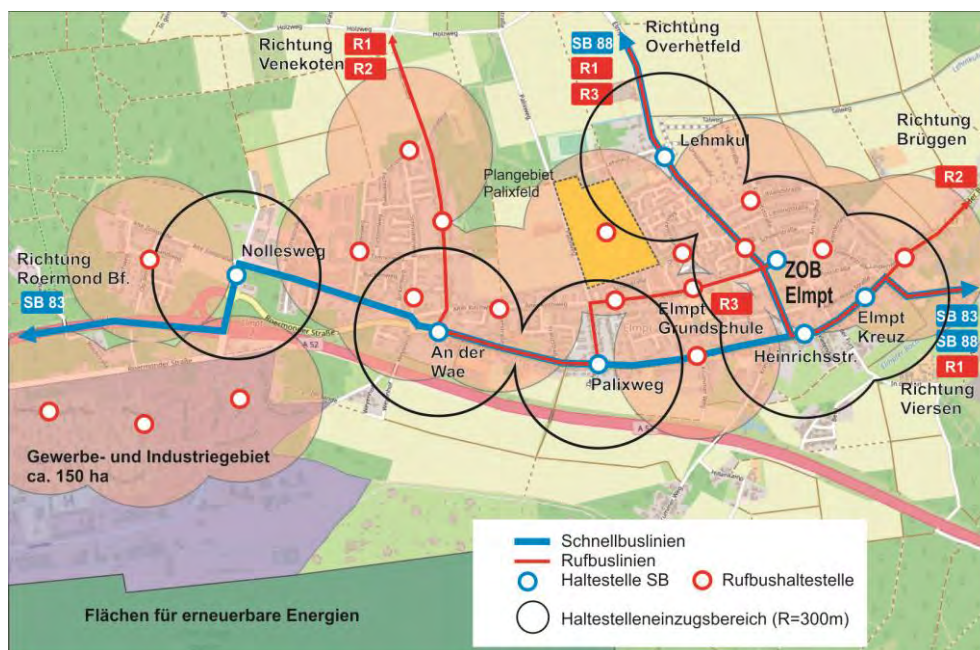 Richtung
Venekoten
R1
R2
SB 88
R1
R3
Richtung
Overhetfeld
Richtung
Brüggen
R2
Lehmkul
Plangebiet
Palixfeld
Nollesweg
Richtung
Roermond Bf.
SB 83
ZOB
Elmpt
Elmpt
Grundschule
R3
Elmpt
Kreuz
An der
Wae
Palixweg
Heinrichsstr.
SB 83
SB 88
R1
Richtung
Viersen
Roermonder Straße
A 52
Gewerbe- und Industriegebiet
ca. 150 ha
Flächen für erneuerbare Energien
Schnellbuslinien
Rufbuslinien
Haltestelle SB
Rufbushaltestelle
Haltestelleneinzugsbereich (R=300m)